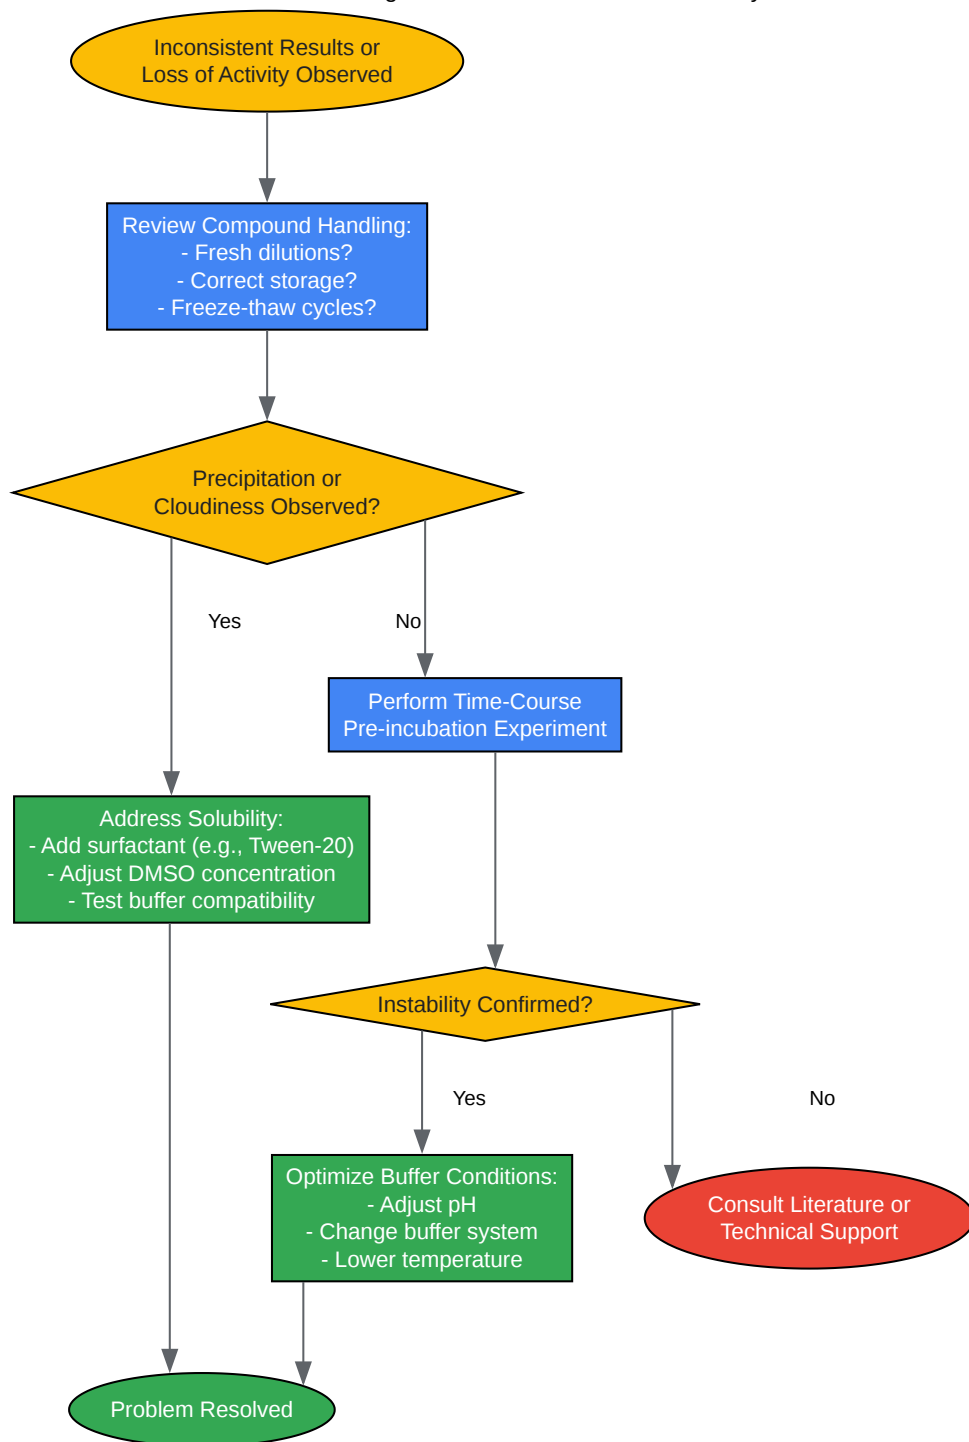 Inconsistent Results or
Loss of Activity Observed
Review Compound Handling:
- Fresh dilutions?
- Correct storage?
- Freeze-thaw cycles?
Precipitation or
Cloudiness Observed?
Yes
No
Perform Time-Course
Pre-incubation Experiment
Address Solubility:
- Add surfactant (e.g., Tween-20)
- Adjust DMSO concentration
- Test buffer compatibility
Instability Confirmed?
Yes
No
Optimize Buffer Conditions:
- Adjust pH
- Change buffer system
- Lower temperature
Consult Literature or
Technical Support
Problem Resolved